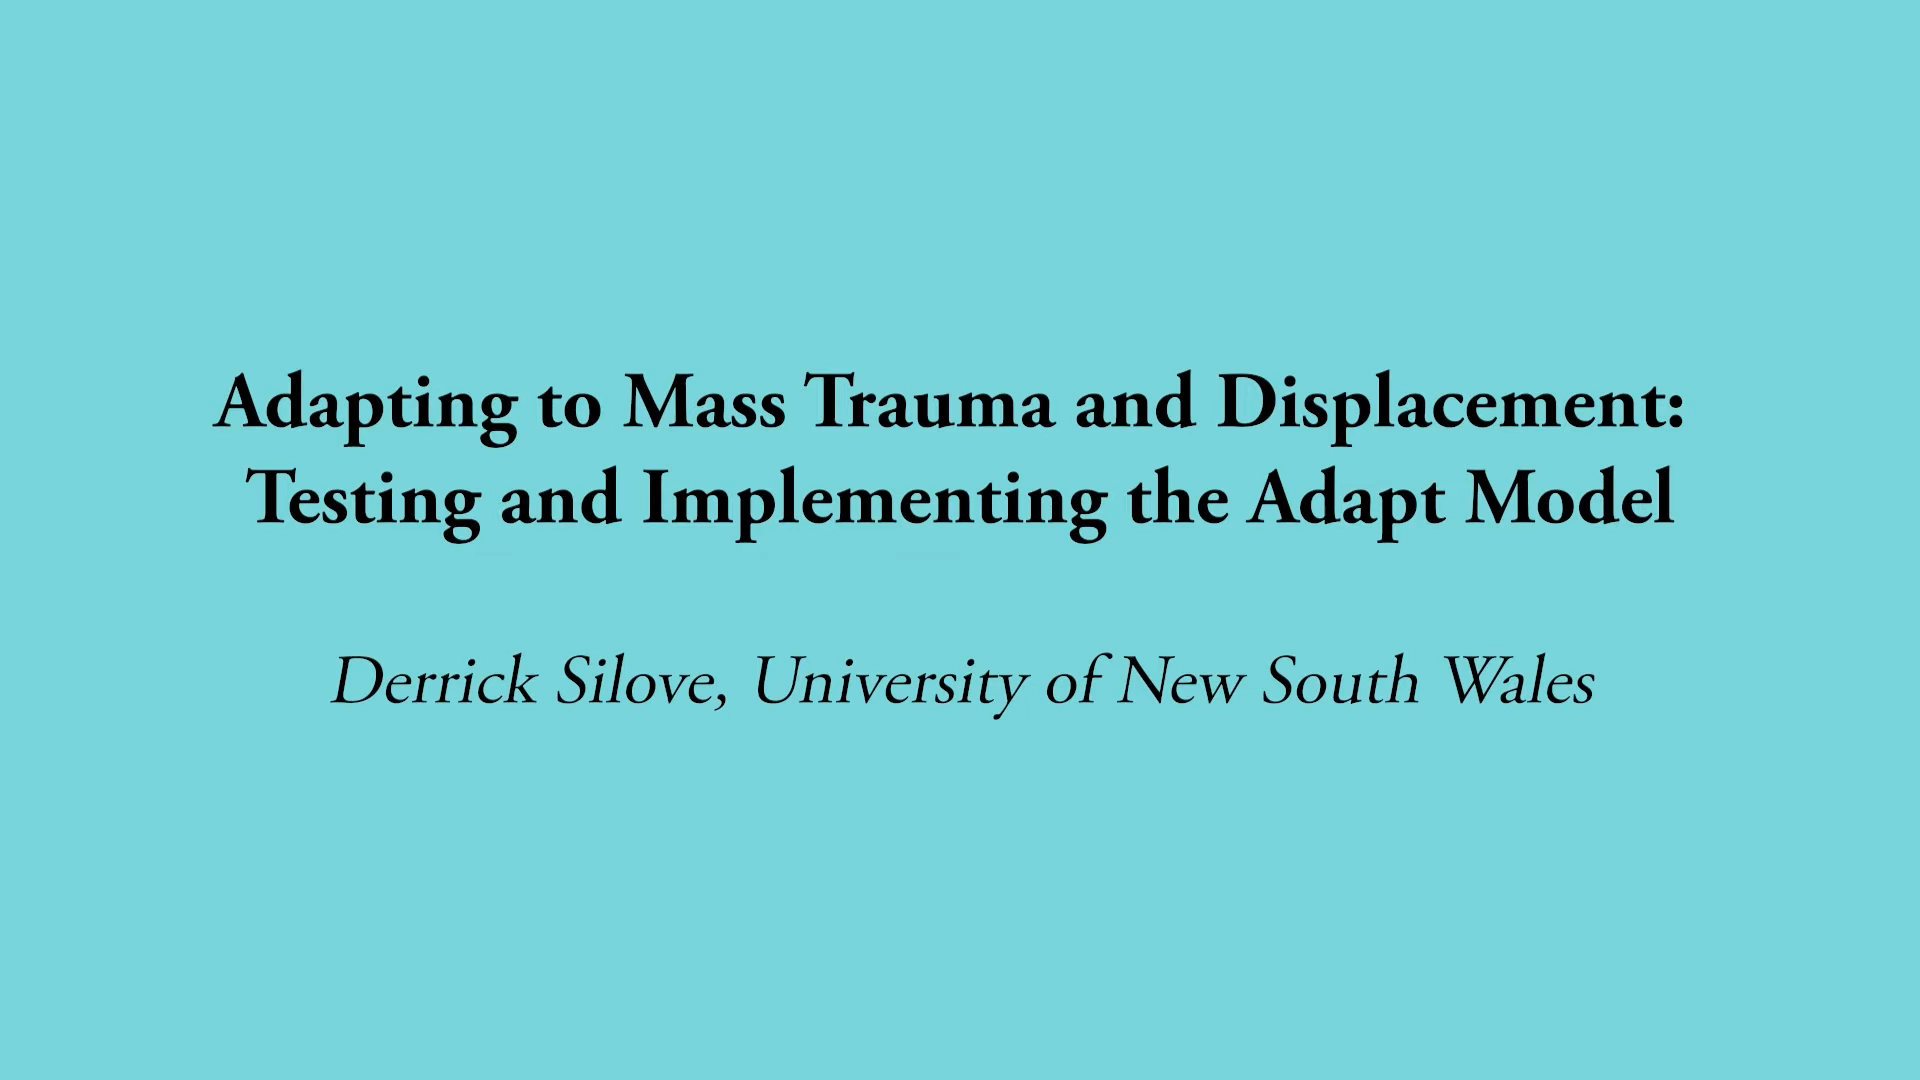 Adapting to Mass Trauma and Displacement:
Testing and Implementing the Adapt Model
Derrick Silove, University of New South Wales